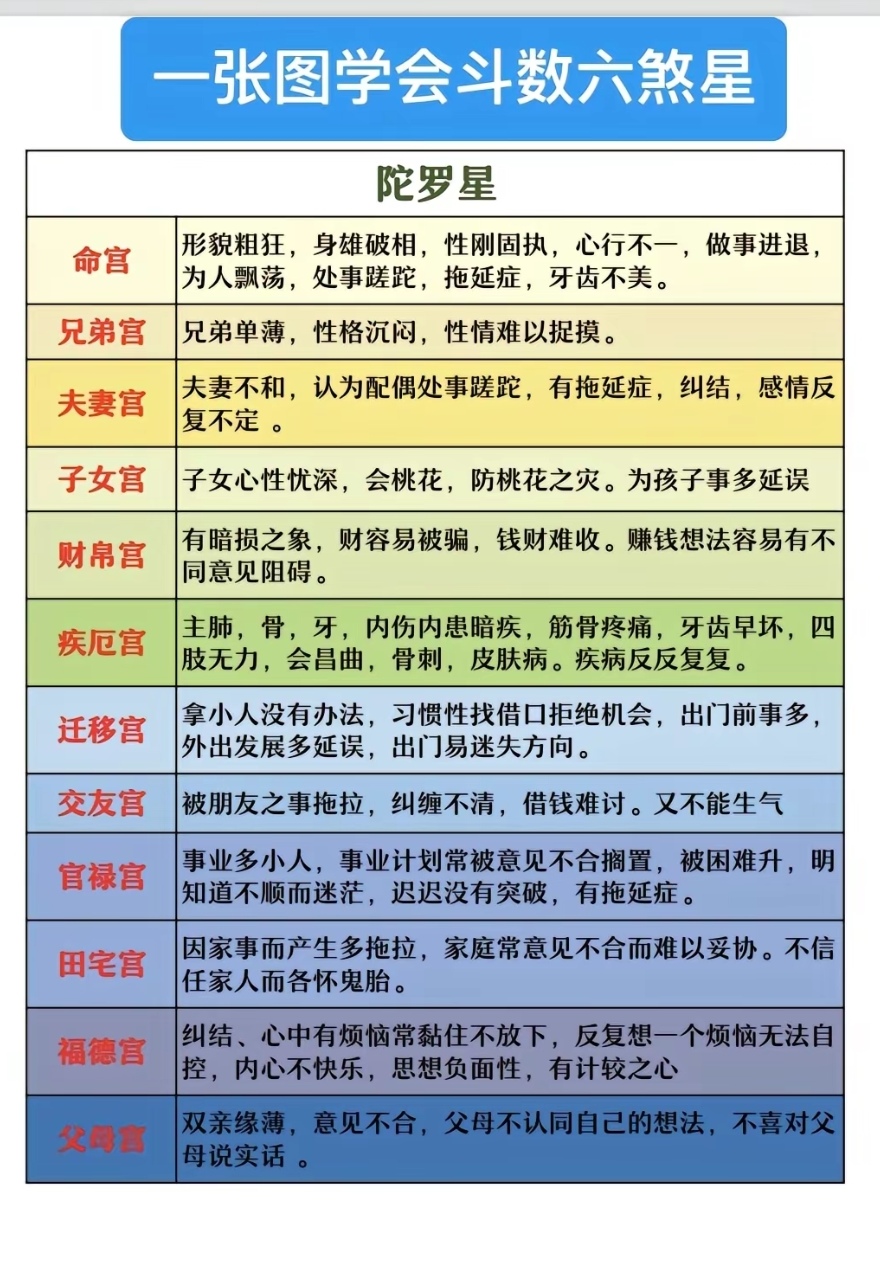 一张图学会斗数六煞星
陀罗星
命宫
形貌粗狂，身雄破相，性刚固执，心行不一，做事进退，
为人飘荡，处事蹉跎，拖延症，牙齿不美。
兄弟宫
兄弟单薄，性格沉闷，性情难以捉摸。
夫妻宫
夫妻不和，认为配偶处事蹉跎，有拖延症，纠结，感情反
复不定 。
子女宫
子女心性忧深，会桃花，防桃花之灾。为孩子事多延误
财帛宫
有暗损之象，财容易被骗，钱财难收。赚钱想法容易有不
同意见阻碍。
疾厄宫
主肺，骨，牙，内伤内患暗疾，筋骨疼痛，牙齿早坏，四
肢无力，会昌曲，骨刺，皮肤病。疾病反反复复。
迁移宫
拿小人没有办法，习惯性找借口拒绝机会，出门前事多，
外出发展多延误，出门易迷失方向。
交友宫
被朋友之事拖拉，纠缠不清，借钱难讨。又不能生气
官禄宫
事业多小人，事业计划常被意见不合搁置，被困难升，明
知道不顺而迷茫，迟迟没有突破，有拖延症。
田宅宫
因家事而产生多拖拉，家庭常意见不合而难以妥协。不信
任家人而各怀鬼胎。
福德宫
纠结、心中有烦恼常黏住不放下，反复想一个烦恼无法自
控，内心不快乐，思想负面性，有计较之心
父母宫
双亲缘薄，意见不合，父母不认同自己的想法，不喜对父
母说实话 。